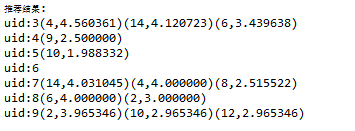 推荐结果:
uid:3(4,4.560361)(14,4.120723)(6,3.439638)
uid:4(9,2.500000)
uid:5(10,1.988332)
uid:6
uid:7(14,4.031045)(4,4.000000)(8,2.515522)
uid:8(6,4.000000)(2,3.000000)
uid:9(2,3.965346)(10,2.965346)(12,2.965346)